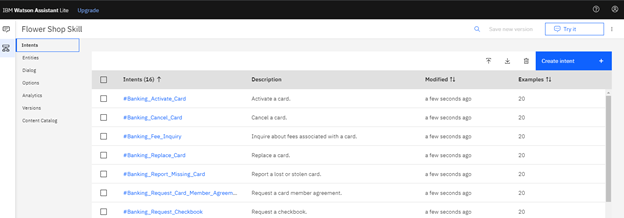 IBM Watson Assistant Lite Upgrade
Flower Shop Skill Save new version Try it
Intents
Entities
Dialog
Options
Analytics
Versions
Content Catalog
Create intent +
Intents (16) ↑ Description Modified ↑↓ Examples ↑↓
#Banking_Activate_Card Activate a card. a few seconds ago 20
#Banking_Cancel_Card Cancel a card. a few seconds ago 20
#Banking_Fee_Inquiry Inquire about fees associated with a card. a few seconds ago 20
#Banking_Replace_Card Replace a card. a few seconds ago 20
#Banking_Report_Missing_Card Report a lost or stolen card. a few seconds ago 20
#Banking_Request_Card_Member_Agreem... Request a card member agreement. a few seconds ago 20
#Banking_Request_Checkbook Request a checkbook, a few seconds ago 20